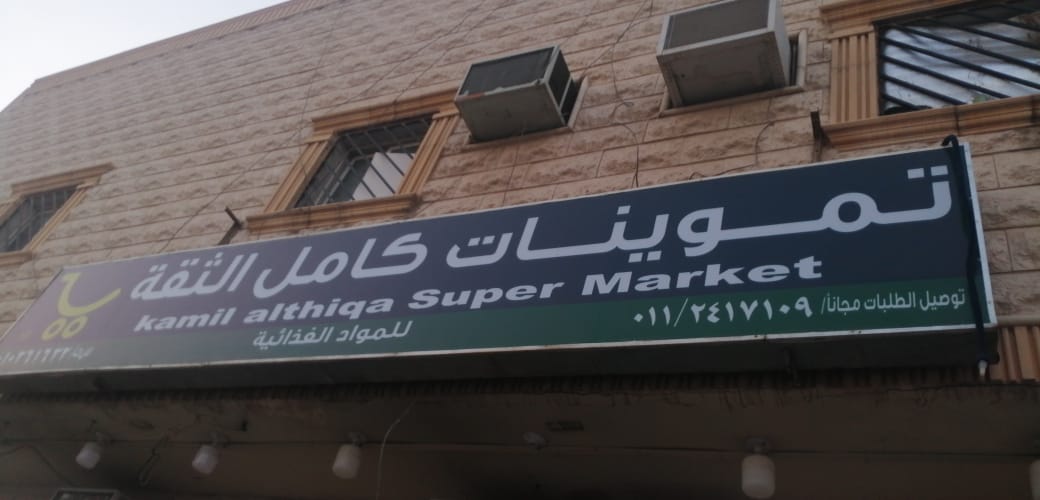 تموينات كامل الثقة
kamil althiqa Super Market
توصيل الطلبات مجاناً/ ٠١١/٢٤١٧١٠٩
للمواد الغذائية